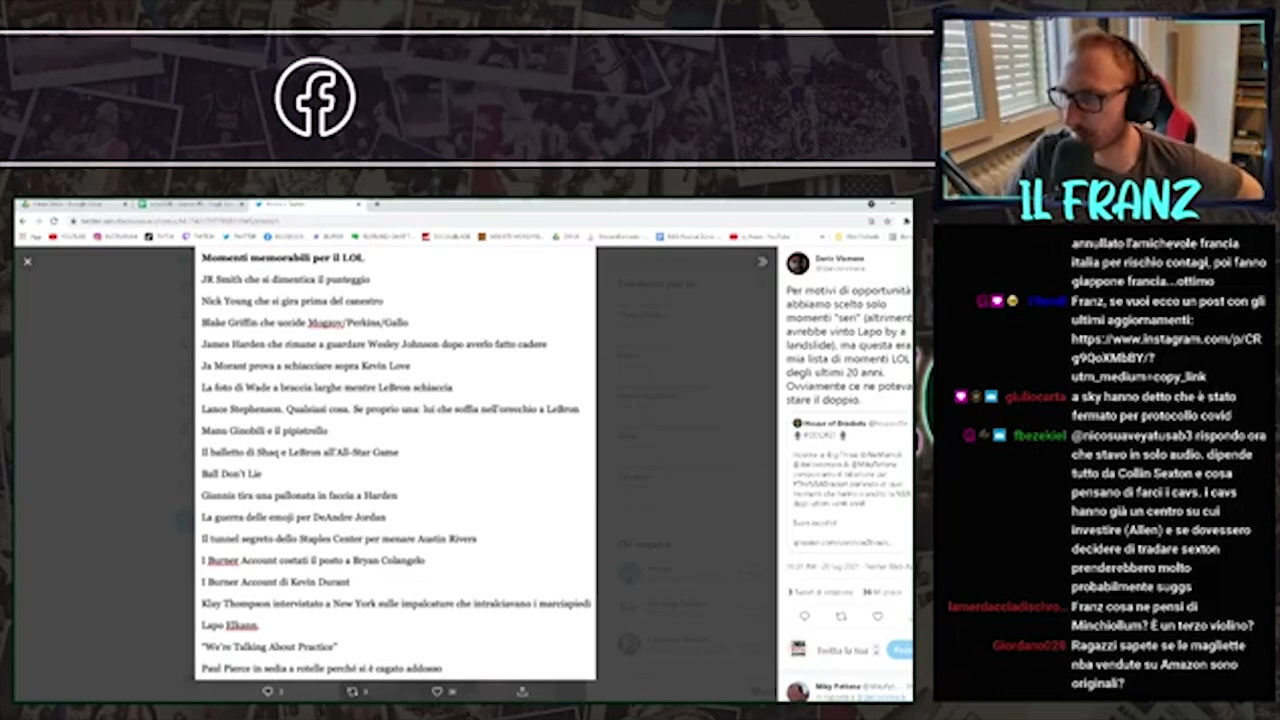 Momenti memorabili per il LOL
JR Smith che si dimentica il punteggio
Nick Young che si gira prima del canestro
Blake Griffin che uccide Mogzov/Perkins/Gallo
James Harden che rimane a guardare Wesley Johnson dopo averlo fatto cadere
Ja Morant prova a schiacciare sopra Kevin Love
La foto di Wade a braccia larghe mentre LeBron schiaccia
Lance Stephenson. Qualsiasi cosa. Se proprio una: lui che soffia nell'orecchio a LeBron
Manu Ginobili e il pipistrello
Il balletto di Shaq e LeBron all'All-Star Game
Ball Don't Lie
Giannis tira una pallonata in faccia a Harden
La guerra delle emoji per DeAndre Jordan
Il tunnel segreto dello Staples Center per menare Austin Rivers
I Burner Account costati il posto a Bryan Colangelo
I Burner Account di Kevin Durant
Klay Thompson intervistato a New York sulle impalcature che intralciavano i marciapiedi
Lapo Elkann.
"We're Talking About Practice"
Paul Pierce in sedia a rotelle perché si è cagato addosso
Per motivi di opportunità
abbiamo scelto solo
momenti "seri" (altriment
avrebbe vinto Lapo by a
landslide), ma questa era
mia lista di momenti LOL
degli ultimi 20 anni.
Ovviamente ce ne poteva
stare il doppio.
Twitta la tua
IL FRANZ
annullato l'amichevole francia
italia per rischio contagi, poi fanno
giappone francia...ottimo
Franz, se vuoi ecco un post con gli
ultimi aggiornamenti:
https://www.instagram.com/p/CR
utm_medium=copy_link
giuliocarta a sky hanno detto che è stato
fermato per protocollo covid
fbezekiel @nicosuaveyatusab3 rispondo ora
che stavo in solo audio. dipende
tutto da Collin Sexton e cosa
pensano di farci i cavs. i cavs
hanno già un centro su cui
investire (Allen) e se dovessero
decidere di tradare sexton
prenderebbero molto
probabilmente suggs
lamerdacciadischro... Franz cosa ne pensi di
Minchiollum? È un terzo violino?
Giordano026 Ragazzi sapete se le magliette
nba vendute su Amazon sono
originali?